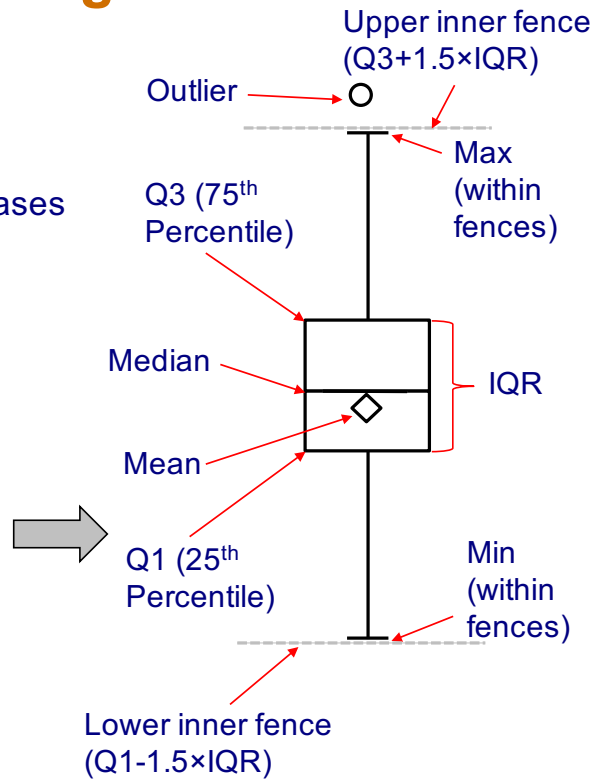 g
Upper inner fence
(Q3+1.5×IQR)
Outlier
Max
(within
fences)
ases
Q3 (75th
Percentile)
Median
IQR
Mean
Q1 (25th
Percentile)
Min
(within
fences)
Lower inner fence
(Q1-1.5×IQR)